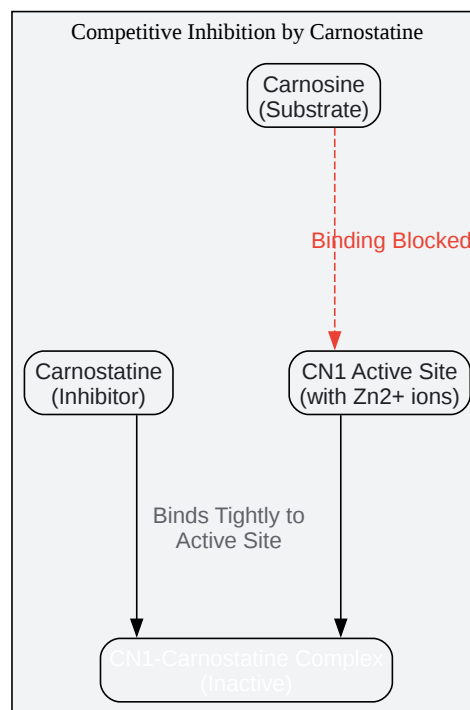 Competitive Inhibition by Carnostatine
Carnosine
(Substrate)
Binding Blocked
Carnostatine
(Inhibitor)
CN1 Active Site
(with Zn2+ ions)
Binds Tightly to
Active Site
CN1-Carnostatine Complex
(Inactive)